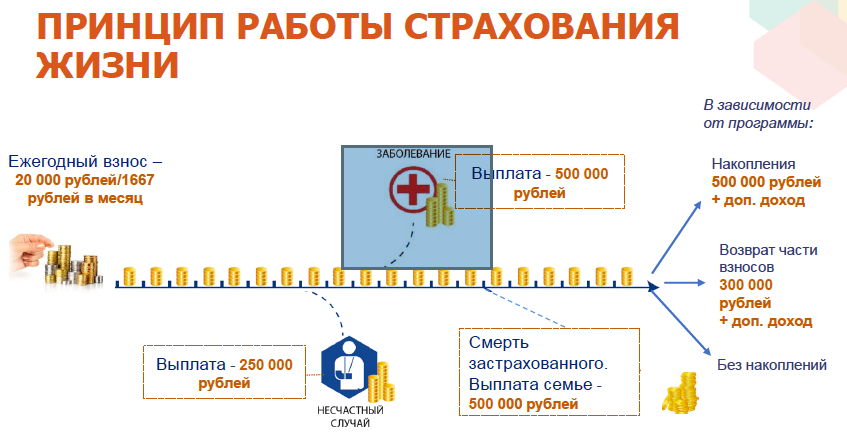 ПРИНЦИП РАБОТЫ СТРАХОВАНИЯ
ЖИЗНИ
В зависимости
от программы:
Ежегодный взнос –
20 000 рублей/1667
рублей в месяц
ЗАБОЛЕВАНИЕ
Выплата - 500 000
рублей
Накопления
500 000 рублей
+ доп. доход
Возврат части
взносов
300 000
рублей
+ доп. доход
Без накоплений
Выплата - 250 000
рублей
НЕСЧАСТНЫЙ
СЛУЧАЙ
Смерть
застрахованного.
Выплата семье -
500 000 рублей